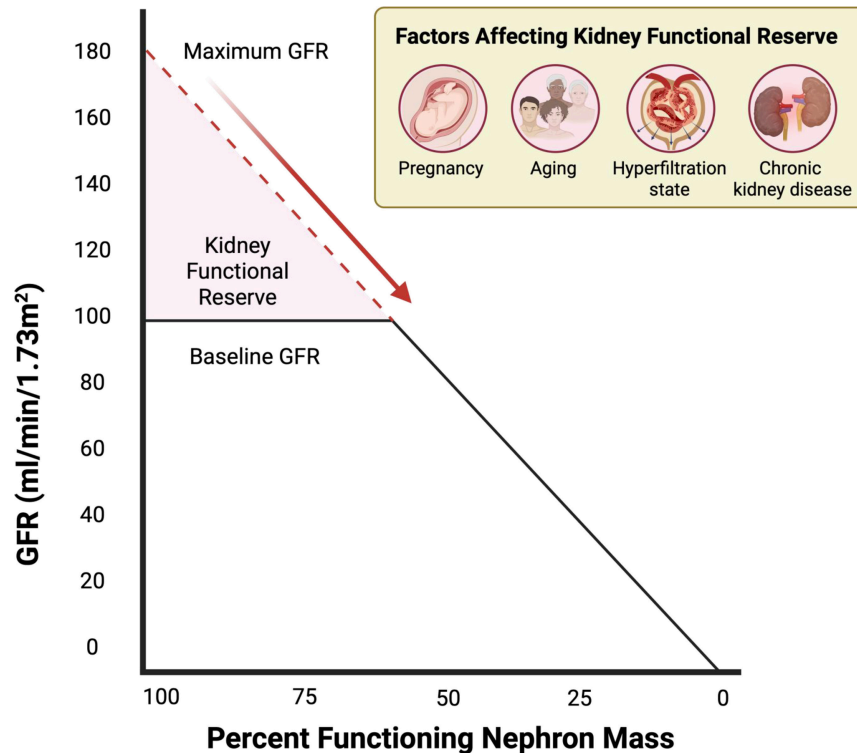 Factors Affecting Kidney Functional Reserve
Pregnancy
Aging
Hyperfiltration
state
Chronic
kidney disease
Maximum GFR
Kidney
Functional
Reserve
Baseline GFR
GFR (ml/min/1.73m²)
180
160
140
120
100
80
60
40
20
0
100 75 50 25 0
Percent Functioning Nephron Mass